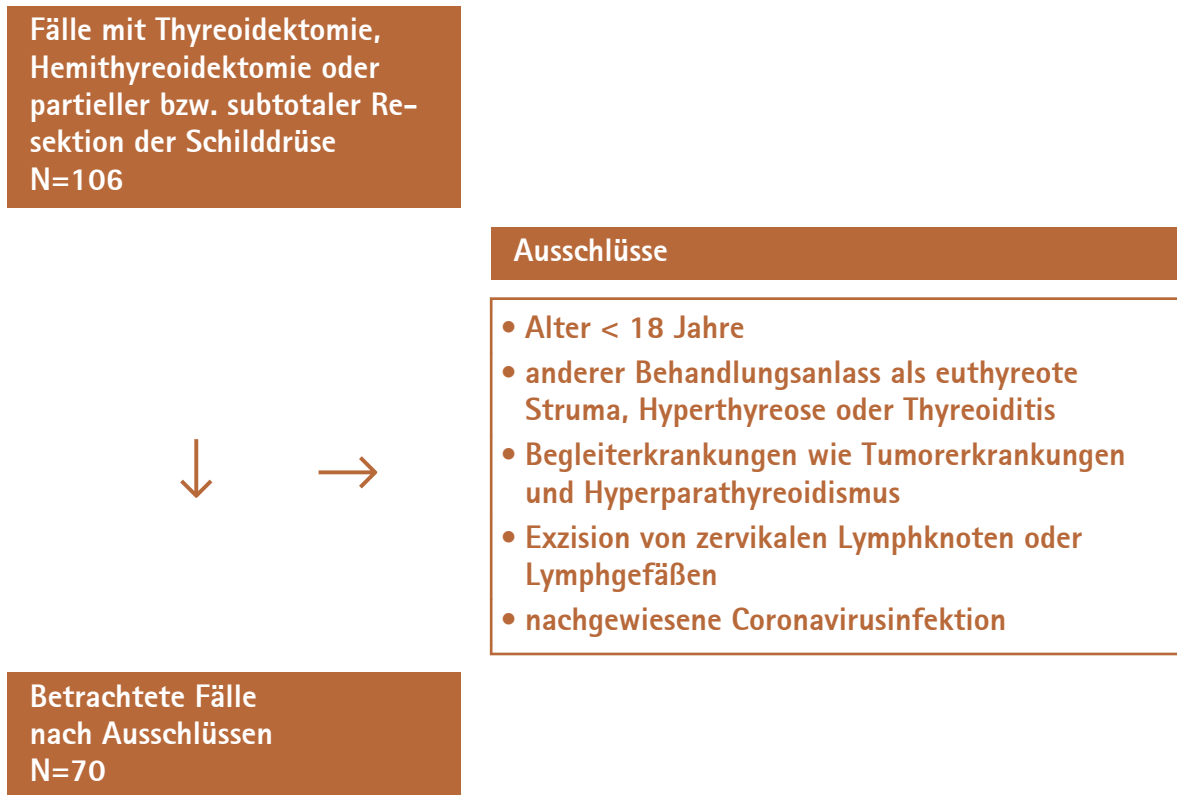 Fälle mit Thyreoidektomie,
Hemithyreoidektomie oder
partieller bzw. subtotaler Re-
sektion der Schilddrüse
N=106
Ausschlüsse
• Alter < 18 Jahre
• anderer Behandlungsanlass als euthyreote
Struma, Hyperthyreose oder Thyreoiditis
• Begleiterkrankungen wie Tumorerkrankungen
und Hyperparathyreoidismus
• Exzision von zervikalen Lymphknoten oder
Lymphgefäßen
• nachgewiesene Coronavirusinfektion
Betrachtete Fälle
nach Ausschlüssen
N=70